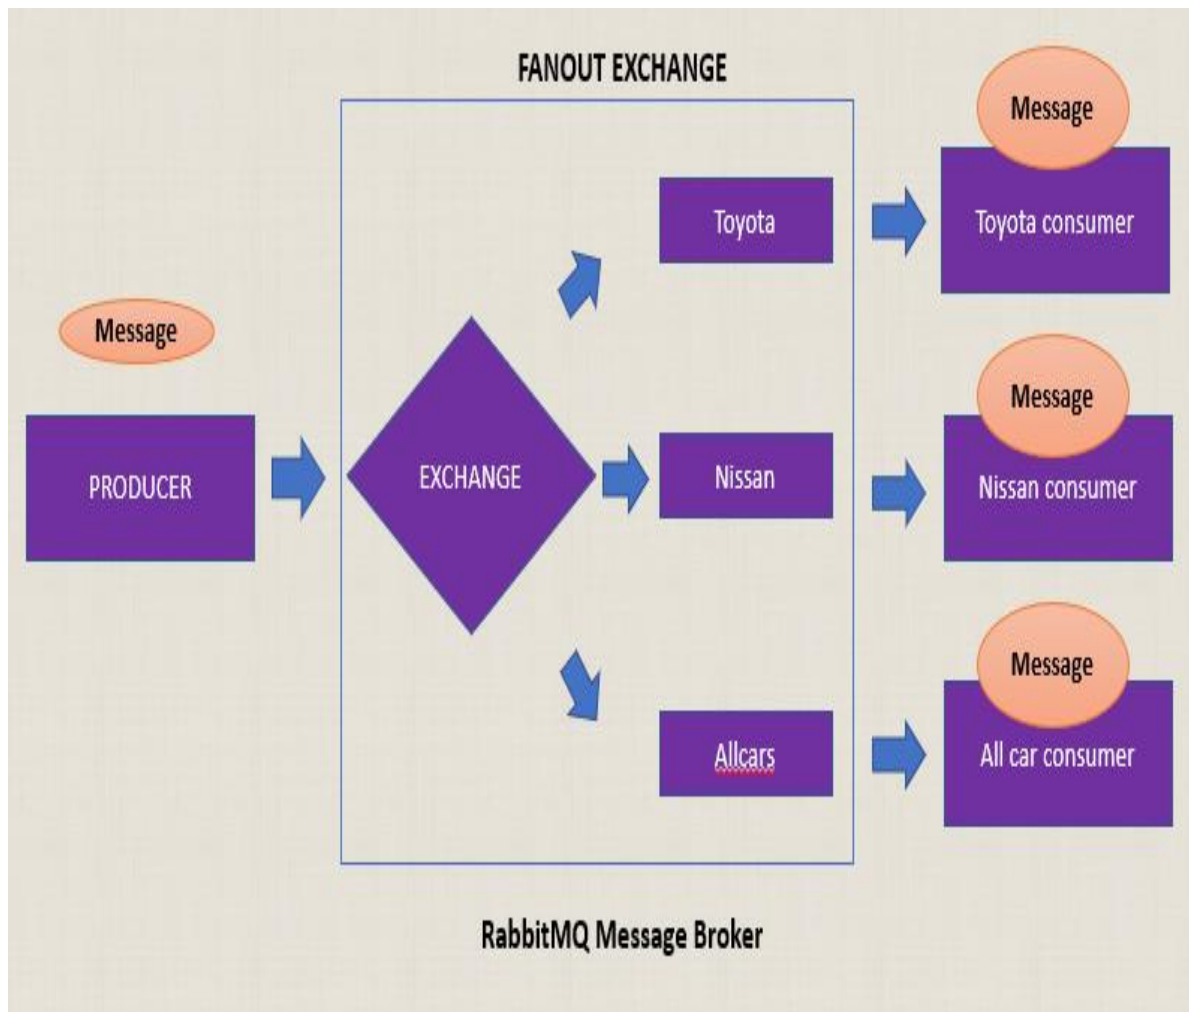 FANOUT EXCHANGE
Message
Toyota
Toyota consumer
Message
Message
PRODUCER
EXCHANGE
Nissan
Nissan consumer
Message
Allcars
All car consumer
RabbitMQ Message Broker